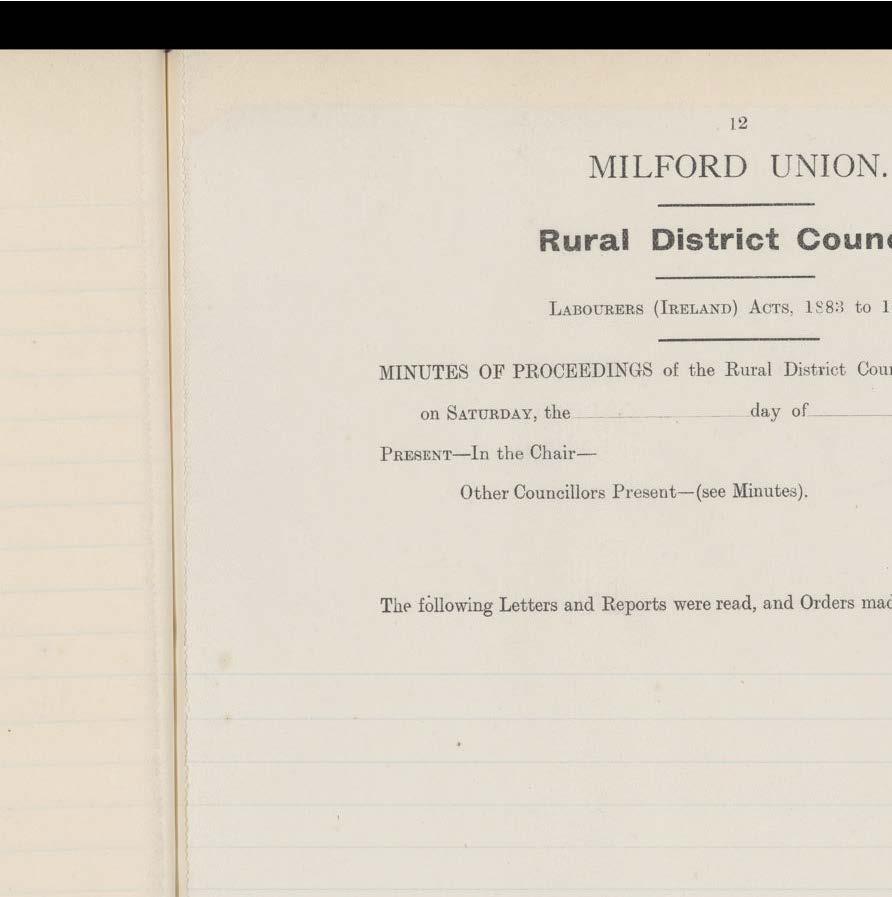 12
MILFORD UNION.
Rural District Counc
LABOURERS (IRELAND) ACTS, 1883 to 1
MINUTES OF PROCEEDINGS of the Rural District Cou
on SATURDAY, the day of
PRESENT—In the Chair—
Other Councillors Present—(see Minutes).
The following Letters and Reports were read, and Orders mad